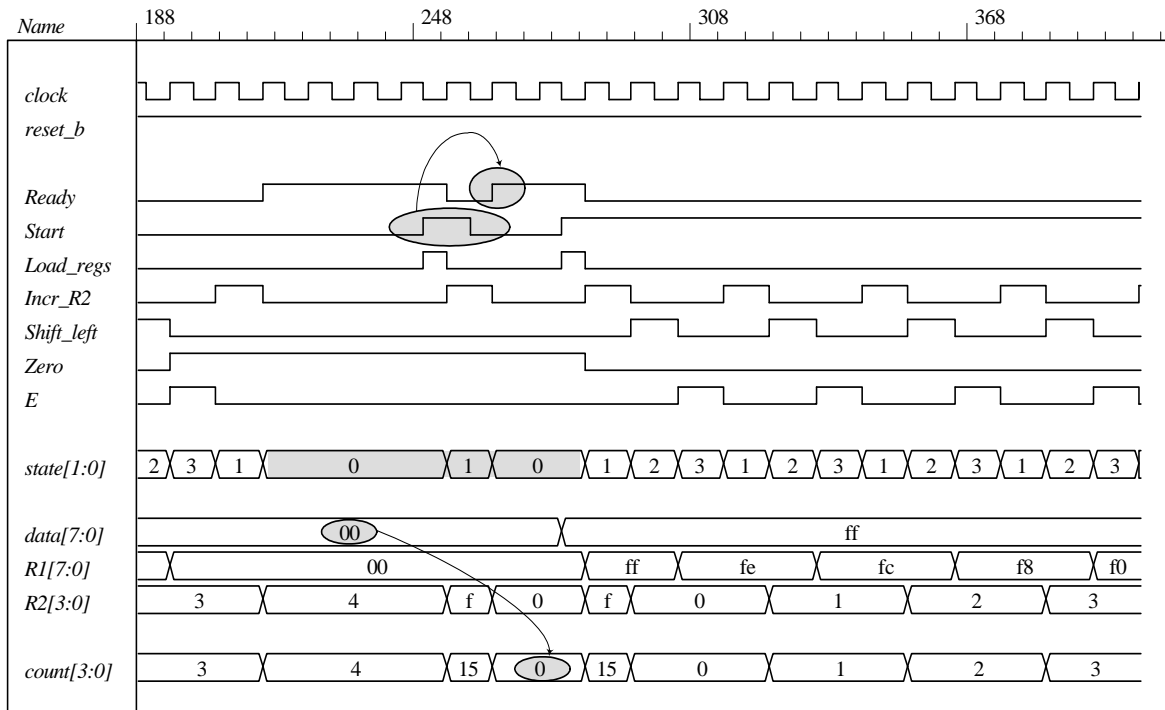 Name 188 248 308 368
clock
reset_b
Ready
Start
Load_regs
Incr_R2
Shift_left
Zero
E
state[1:0] 2 3 1 0 1 0 1 2 3 1 2 3 1 2 3 1 2 3
data[7:0] 00 ff
R1[7:0] 00 ff fe fc f8 f0
R2[3:0] 3 4 f 0 f 0 1 2 3
count[3:0] 3 4 15 0 15 0 1 2 3